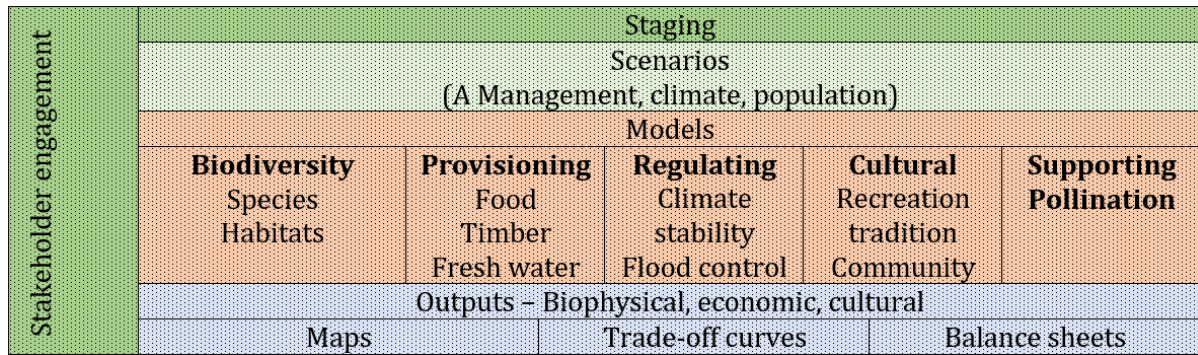 Stakeholder engagement
Staging
Scenarios
(A Management, climate, population)
Models
Biodiversity
Species
Habitats
Provisioning
Food
Timber
Fresh water
Regulating
Climate
stability
Flood control
Cultural
Recreation
tradition
Community
Supporting
Pollination
Outputs – Biophysical, economic, cultural
Maps
Trade-off curves
Balance sheets